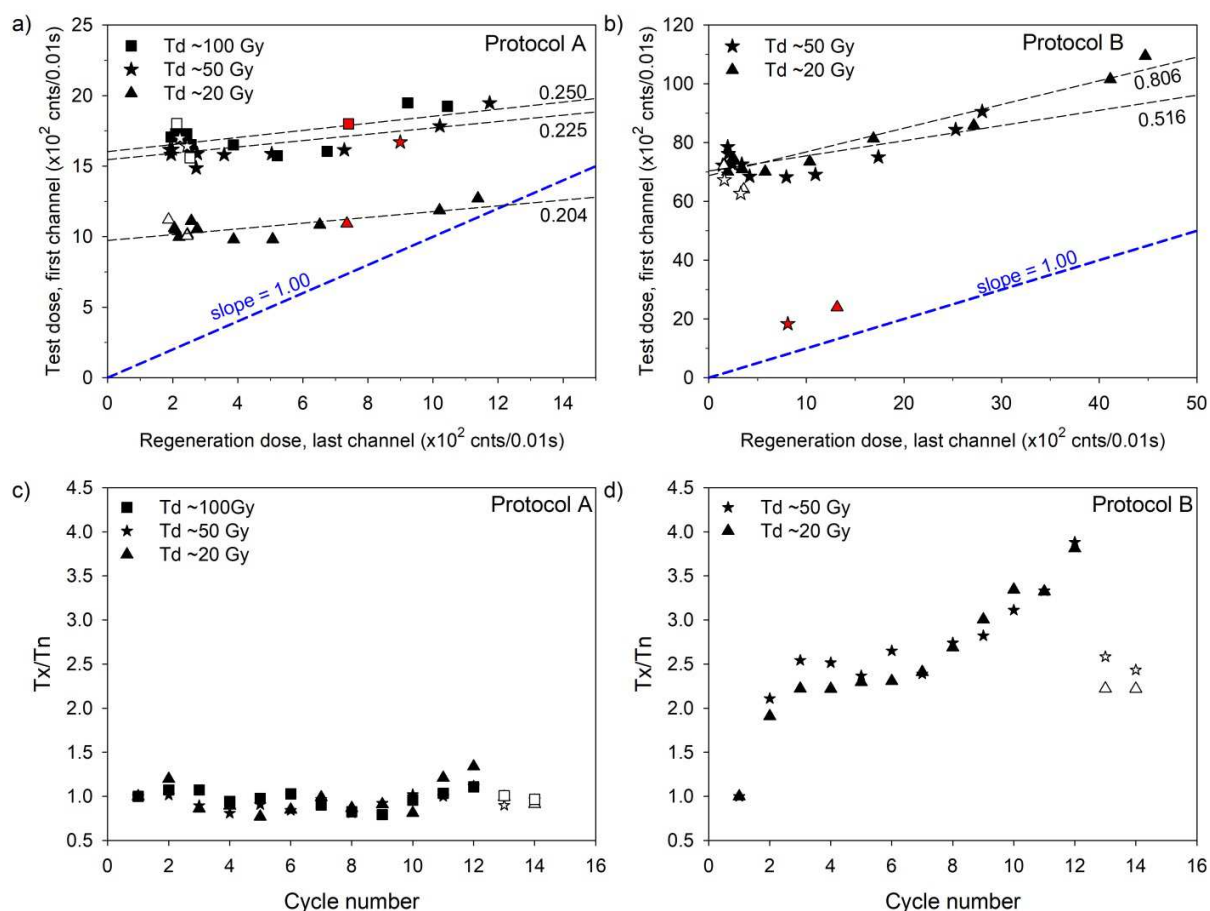 a)
25
20
15
10
5
0
0 2 4 6 8 10 12 14
Test dose, first channel (x10² cnts/0.01s)
Regeneration dose, last channel (x10² cnts/0.01s)
Td ~100 Gy
Td ~50 Gy
Td ~20 Gy
Protocol A
0.250
0.225
0.204
slope = 1.00
b)
120
100
80
60
40
20
0
0 10 20 30 40 50
Test dose, first channel (x10² cnts/0.01s)
Regeneration dose, last channel (x10² cnts/0.01s)
Td ~50 Gy
Td ~20 Gy
Protocol B
0.806
0.516
slope = 1.00
c)
4.5
4.0
3.5
3.0
2.5
2.0
1.5
1.0
0.5
0 2 4 6 8 10 12 14 16
Tx/Tn
Cycle number
Td ~100Gy
Td ~50 Gy
Td ~20 Gy
Protocol A
d)
4.5
4.0
3.5
3.0
2.5
2.0
1.5
1.0
0.5
0 2 4 6 8 10 12 14 16
Tx/Tn
Cycle number
Td ~50 Gy
Td ~20 Gy
Protocol B